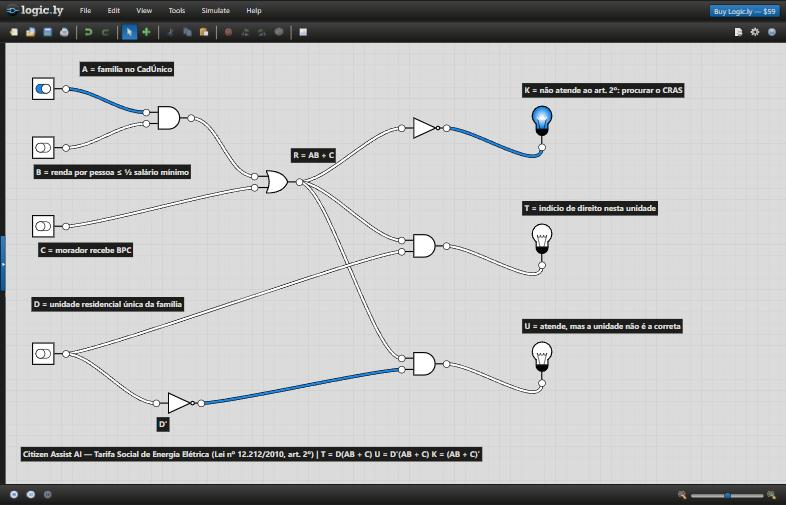 logic.ly
File Edit View Tools Simulate Help
Buy Logic.ly — $59
A = família no CadÚnico
K = não atende ao art. 2º: procurar o CRAS
R = AB + C
B = renda por pessoa ≤ ½ salário mínimo
T = indício de direito nesta unidade
C = morador recebe BPC
D = unidade residencial única da família
U = atende, mas a unidade não é a correta
D'
Citizen Assist AI — Tarifa Social de Energia Elétrica (Lei nº 12.212/2010, art. 2º) | T = D(AB + C) U = D'(AB + C) K = (AB + C)'